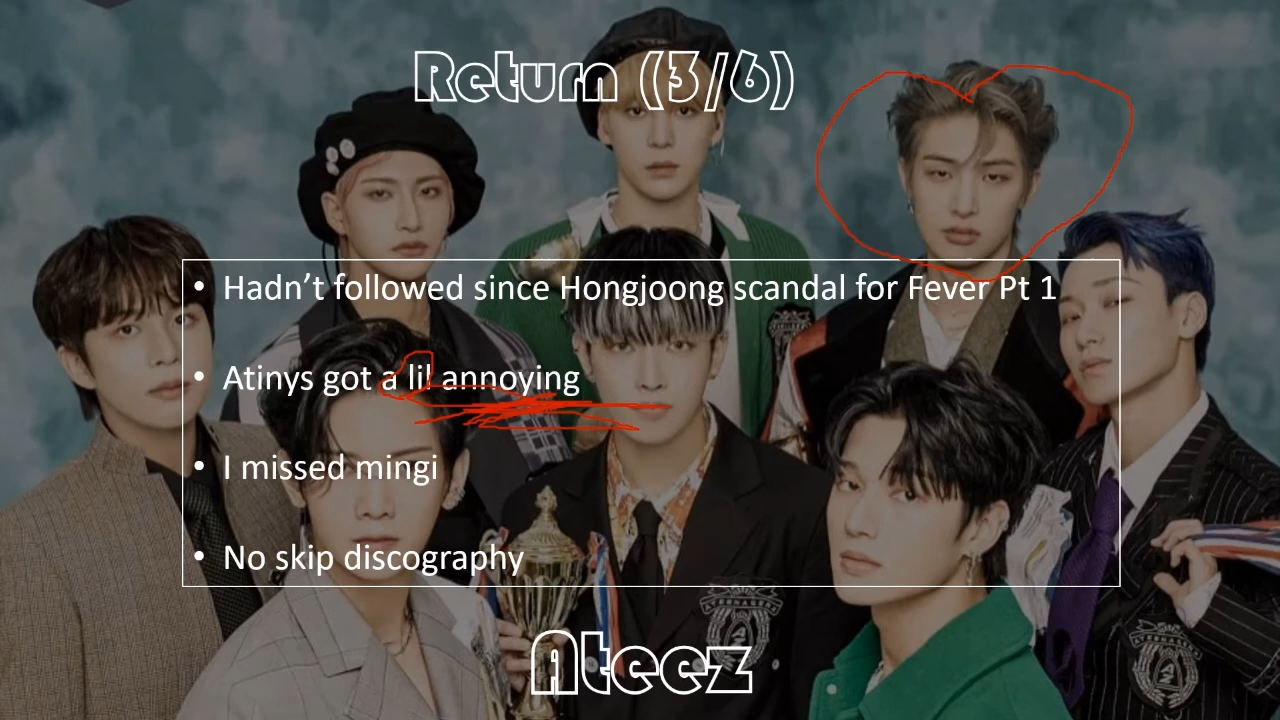 Return (3/6)
• Hadn’t followed since Hongjoong scandal for Fever Pt 1
• Atinys got a lil annoying
• I missed mingi
• No skip discography
ATEENAGER
Ateez